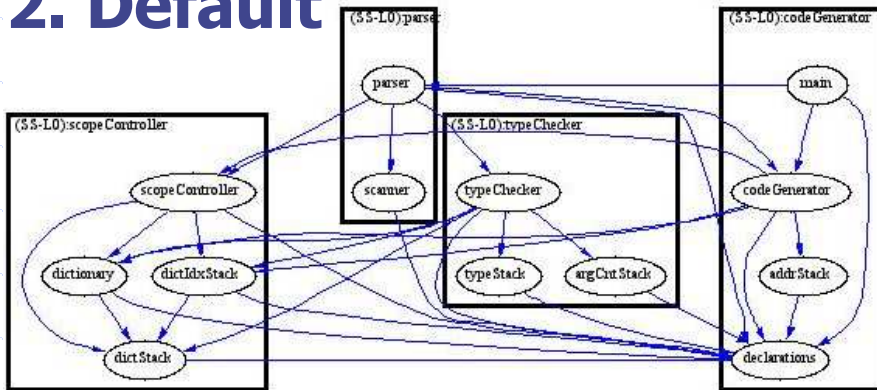 2. Default
(SS-L0):parser
(SS-L0):codeGenerator
parser
main
(SS-L0):scopeController
(SS-L0):typeChecker
scopeController
scanner
typeChecker
codeGenerator
dictionary
dictIdxStack
typeStack
argCntStack
addrStack
dictStack
declarations